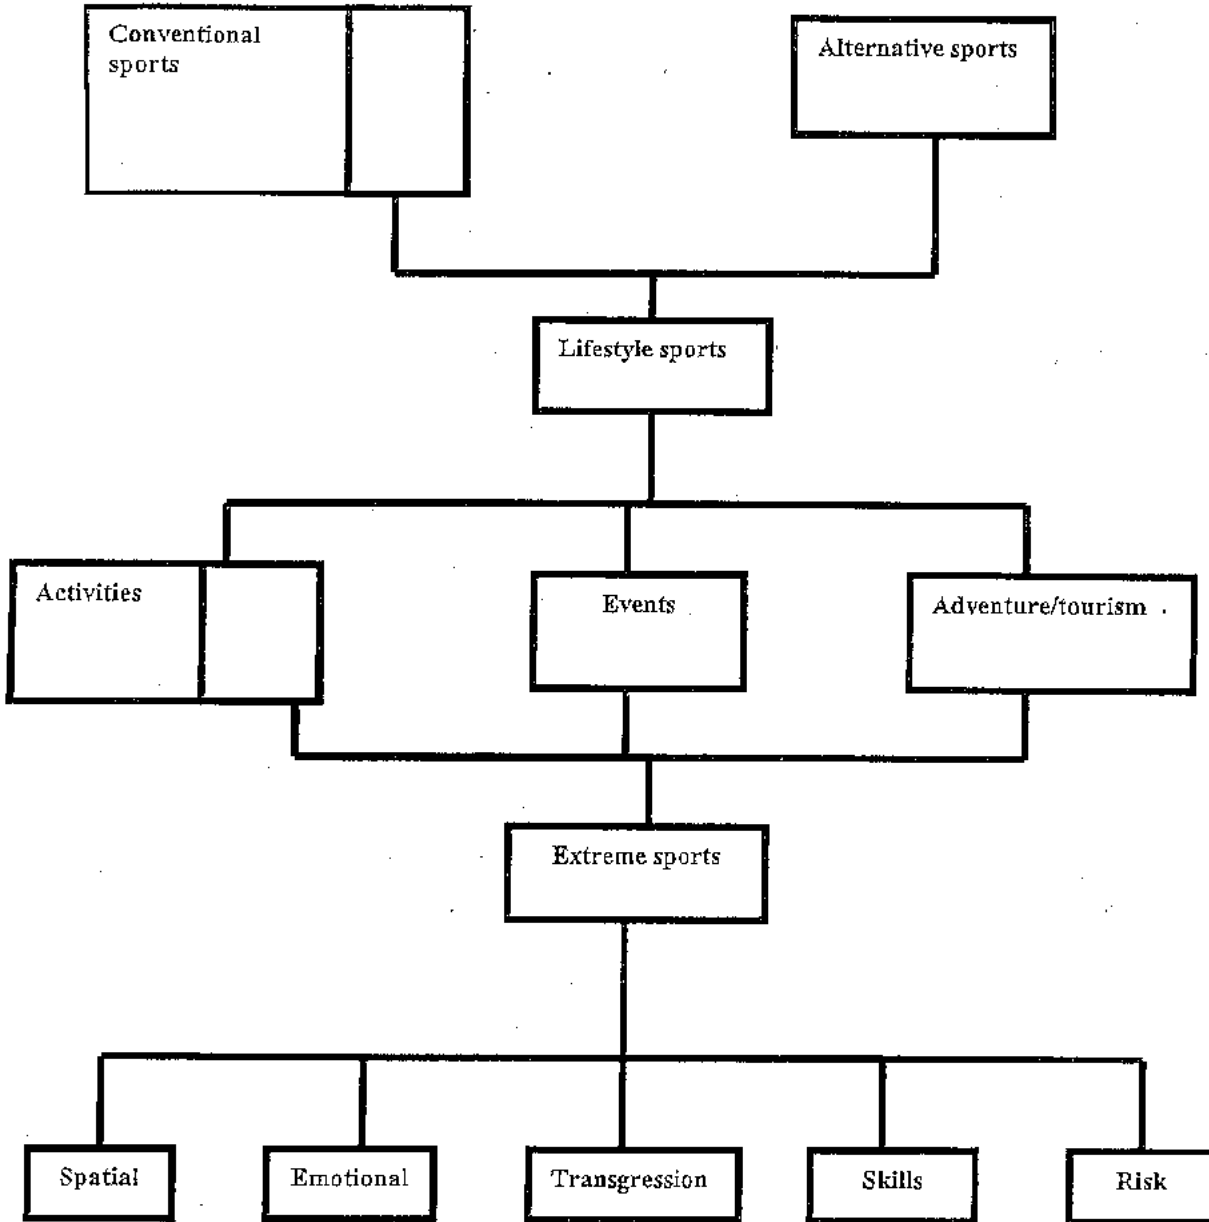 Conventional
sports
Alternative sports
Lifestyle sports
Activities
Events
Adventure/tourism
Extreme sports
Spatial
Emotional
Transgression
Skills
Risk